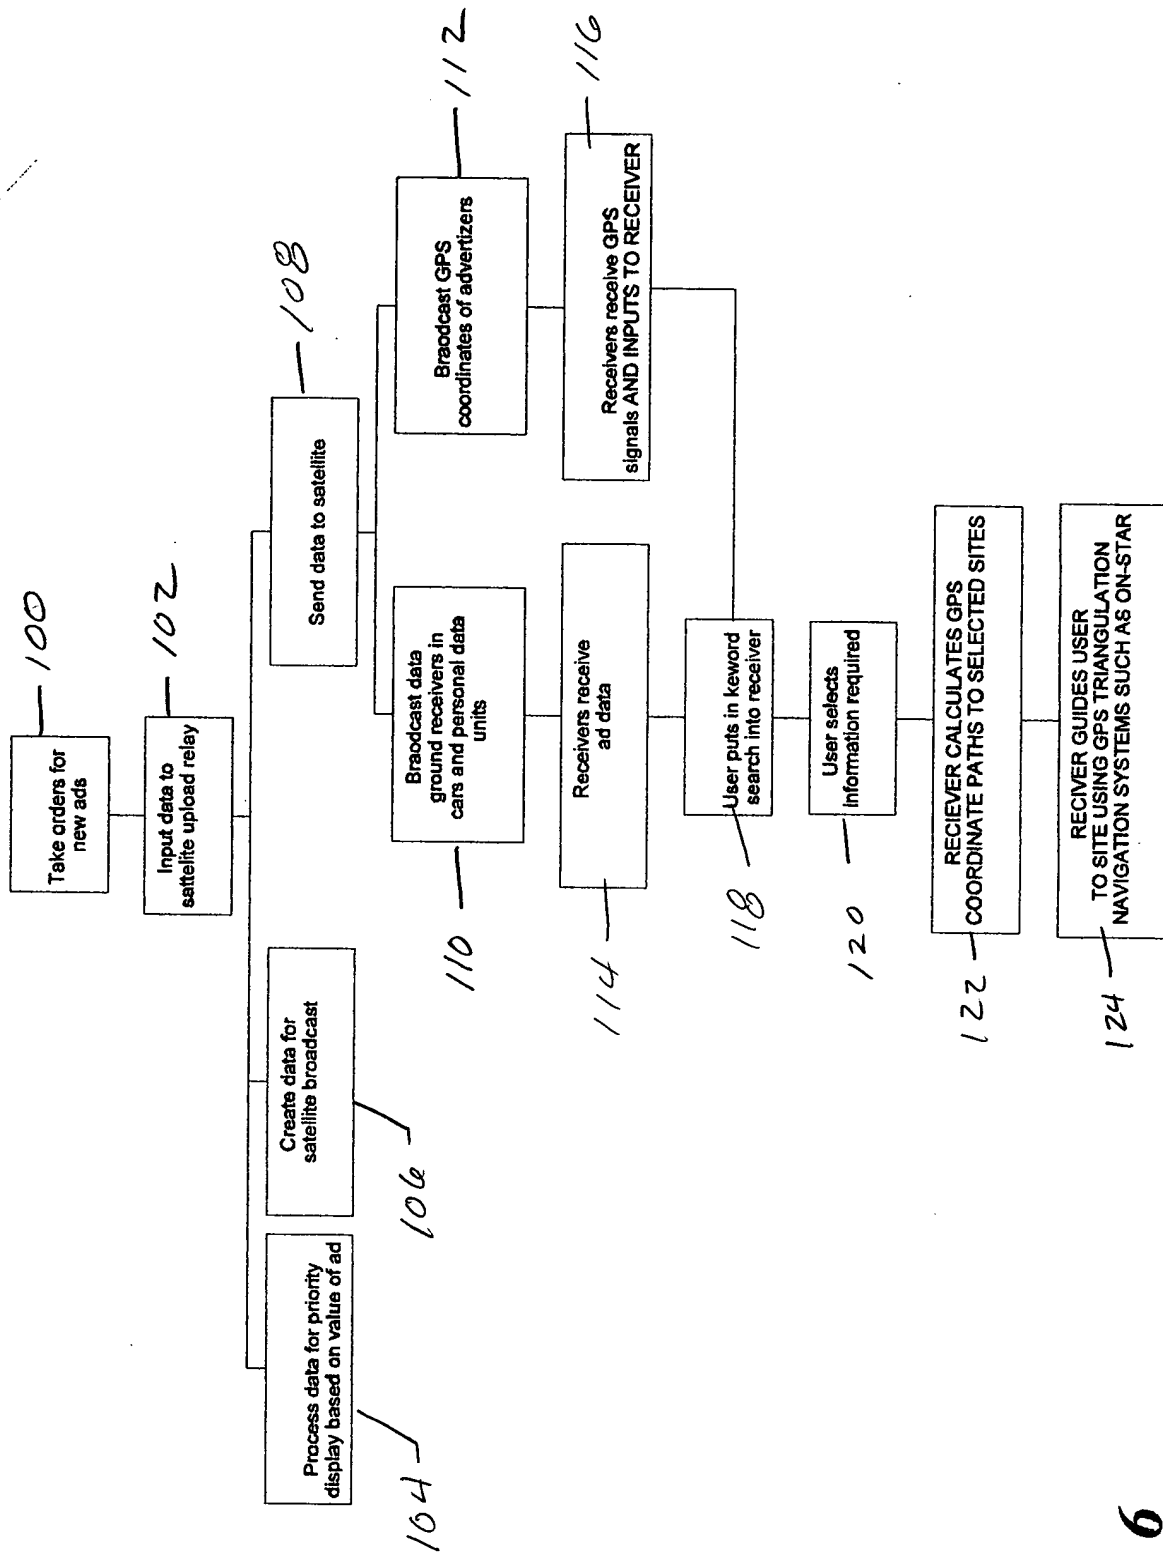 100
Take orders for
new ads
102
Input data to
sattelite upload relay
104
Process data for priority
display based on value of ad
106
Create data for
satellite broadcast
108
Send data to satellite
110
Braodcast data
ground receivers in
cars and personal data
units
112
Braodcast GPS
coordinates of advertizers
114
Receivers receive
ad data
116
Receivers receive GPS
signals AND INPUTS TO RECEIVER
118
User puts in keword
search into receiver
120
User selects
information required
122
RECIEVER CALCULATES GPS
COORDINATE PATHS TO SELECTED SITES
124
RECIVER GUIDES USER
TO SITE USING GPS TRIANGULATION
NAVIGATION SYSTEMS SUCH AS ON-STAR
6